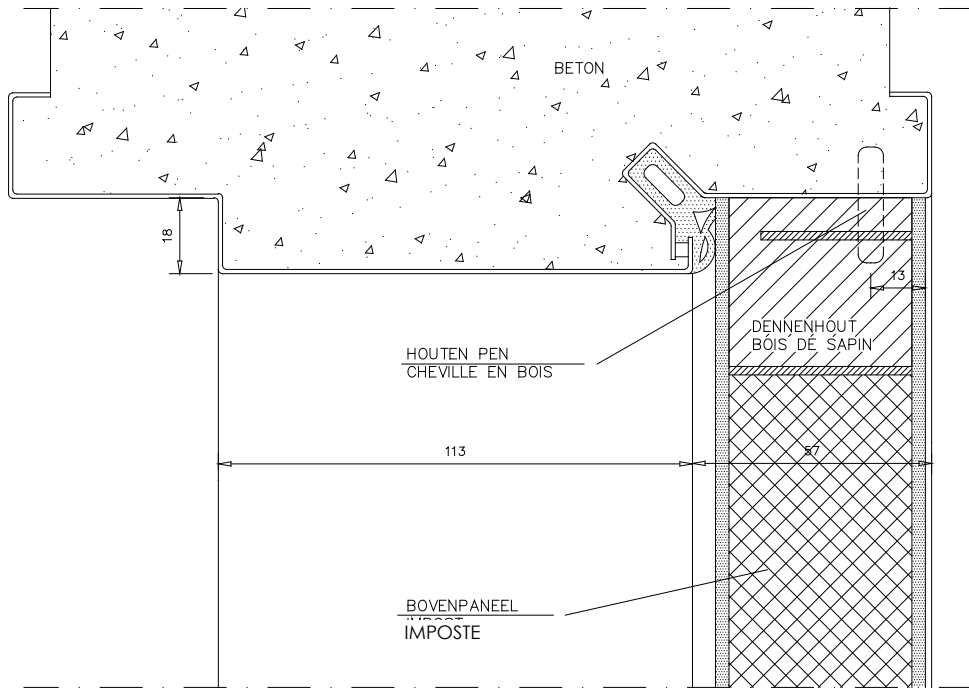 BETON
18
13
DENNENHOUT
BOIS DE SAPIN
HOUTEN PEN
CHEVILLE EN BOIS
113
57
BOVENPANEEL
IMPOSTE